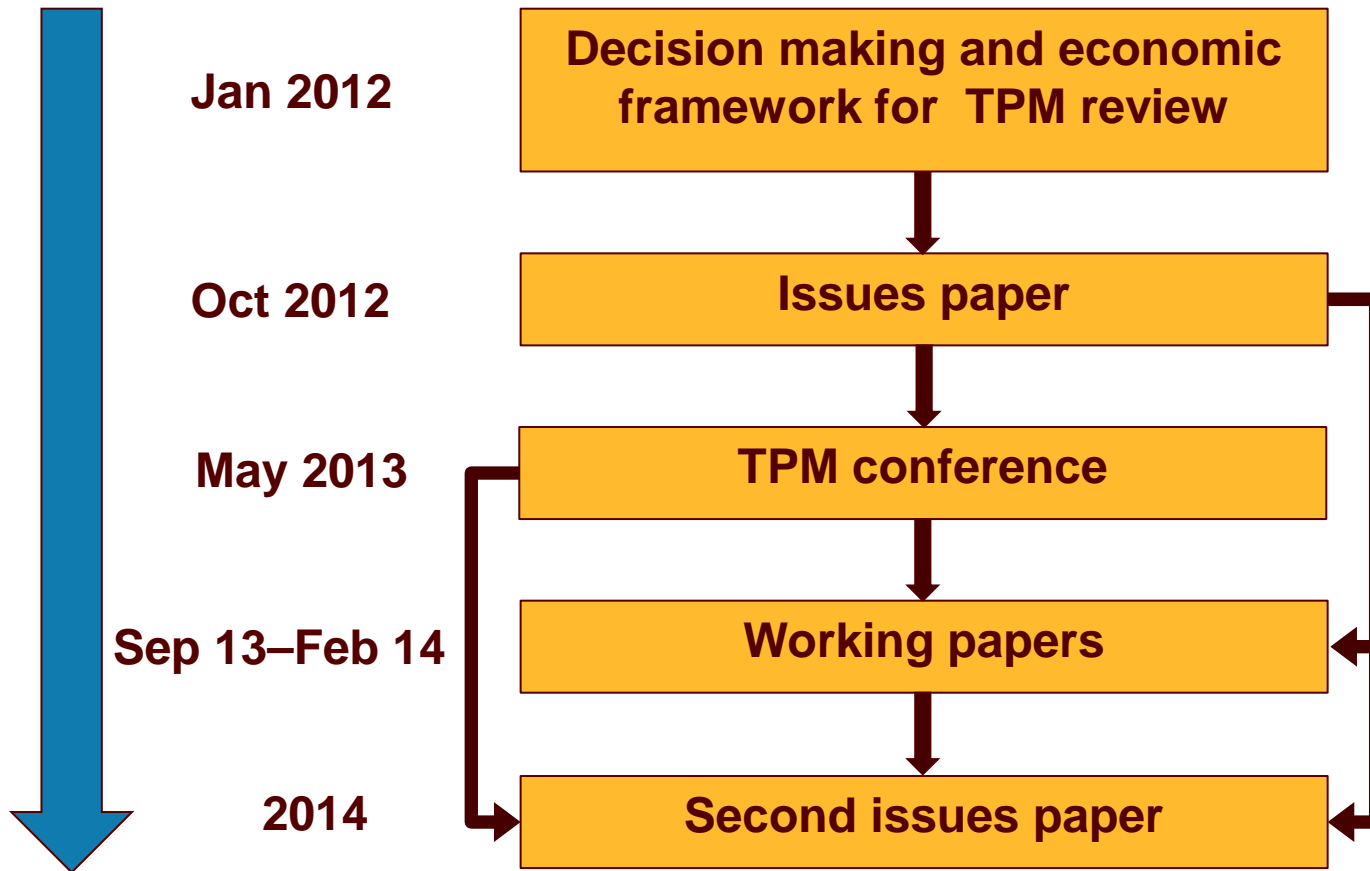 Jan 2012
Decision making and economic
framework for TPM review
Oct 2012
Issues paper
May 2013
TPM conference
Sep 13–Feb 14
Working papers
2014
Second issues paper